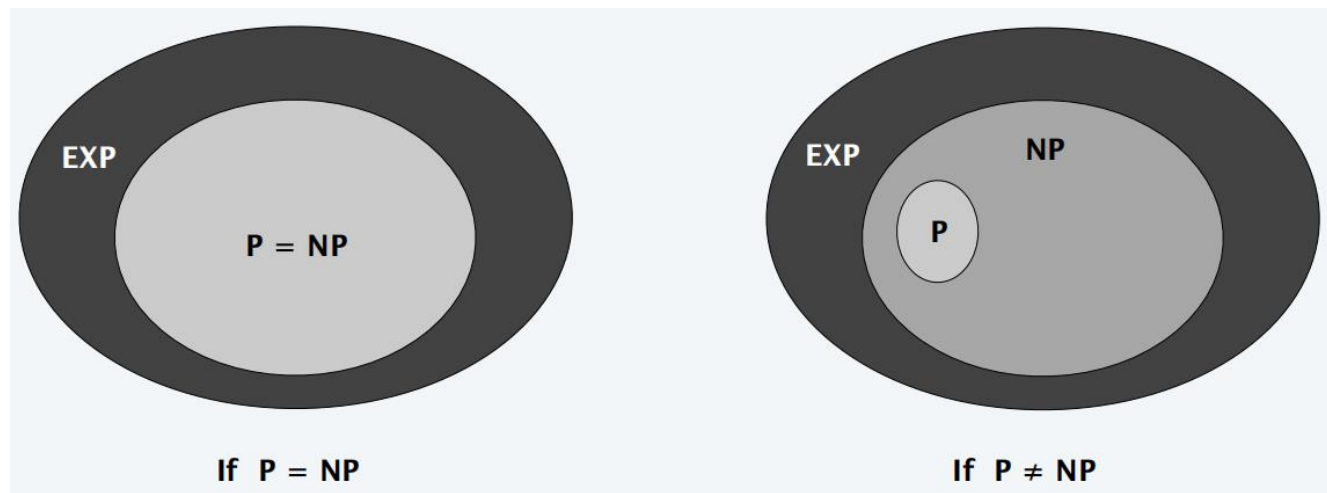 EXP
P = NP
If P = NP
EXP
NP
P
If P ≠ NP